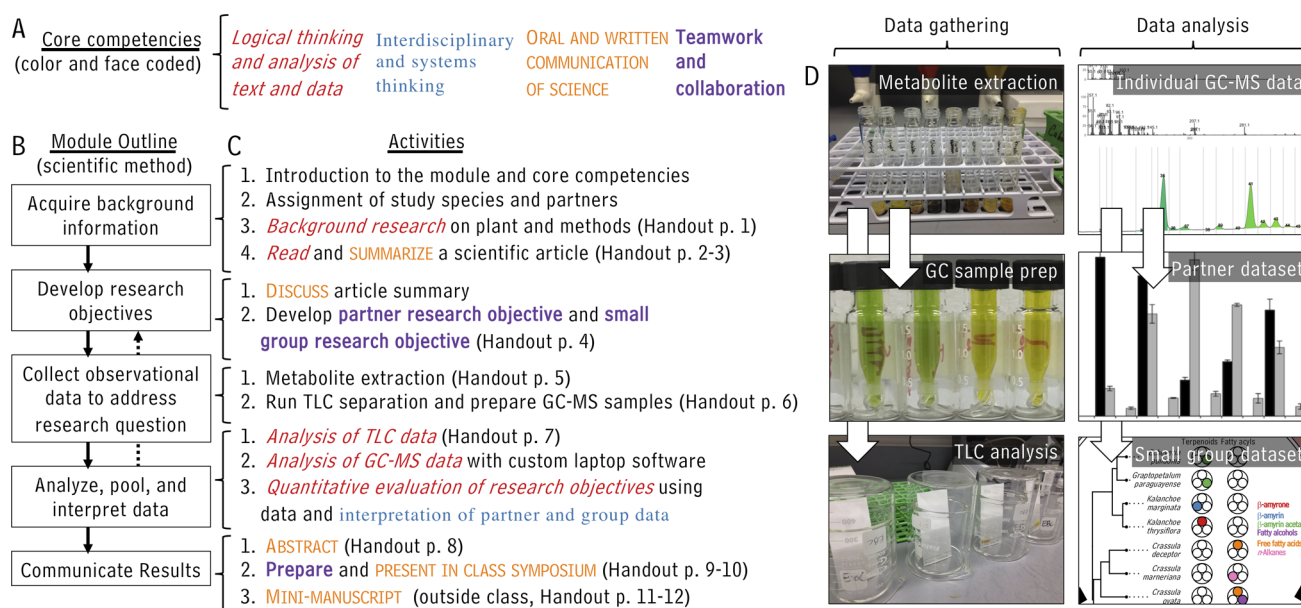 A
Core competencies
(color and face coded)
Logical thinking
and analysis of
text and data
Interdisciplinary
and systems
thinking
ORAL AND WRITTEN
COMMUNICATION
OF SCIENCE
Teamwork
and
collaboration
B
Module Outline
(scientific method)
Acquire background
information
Develop research
objectives
Collect observational
data to address
research question
Analyze, pool, and
interpret data
Communicate Results
C
Activities
1. Introduction to the module and core competencies
2. Assignment of study species and partners
3. Background research on plant and methods (Handout p. 1)
4. Read and SUMMARIZE a scientific article (Handout p. 2-3)
1. DISCUSS article summary
2. Develop partner research objective and small
group research objective (Handout p. 4)
1. Metabolite extraction (Handout p. 5)
2. Run TLC separation and prepare GC-MS samples (Handout p. 6)
1. Analysis of TLC data (Handout p. 7)
2. Analysis of GC-MS data with custom laptop software
3. Quantitative evaluation of research objectives using
data and interpretation of partner and group data
1. ABSTRACT (Handout p. 8)
2. Prepare and PRESENT IN CLASS SYMPOSIUM (Handout p. 9-10)
3. MINI-MANUSCRIPT (outside class, Handout p. 11-12)
D
Data gathering
Metabolite extraction
GC sample prep
TLC analysis
Data analysis
Individual GC-MS data
Partner dataset
Small group dataset
Terpenoids Fatty acyls
Graptopetalum
paraguayense
Kalanchoe
marginata
Kalanchoe
thrysiflora
Crassula
deceptor
Crassula
marneriana
Crassula
ovata
β-amyrone
β-amyrin
β-amyrin aceta
Fatty alcohols
Free fatty acids
n-Alkanes